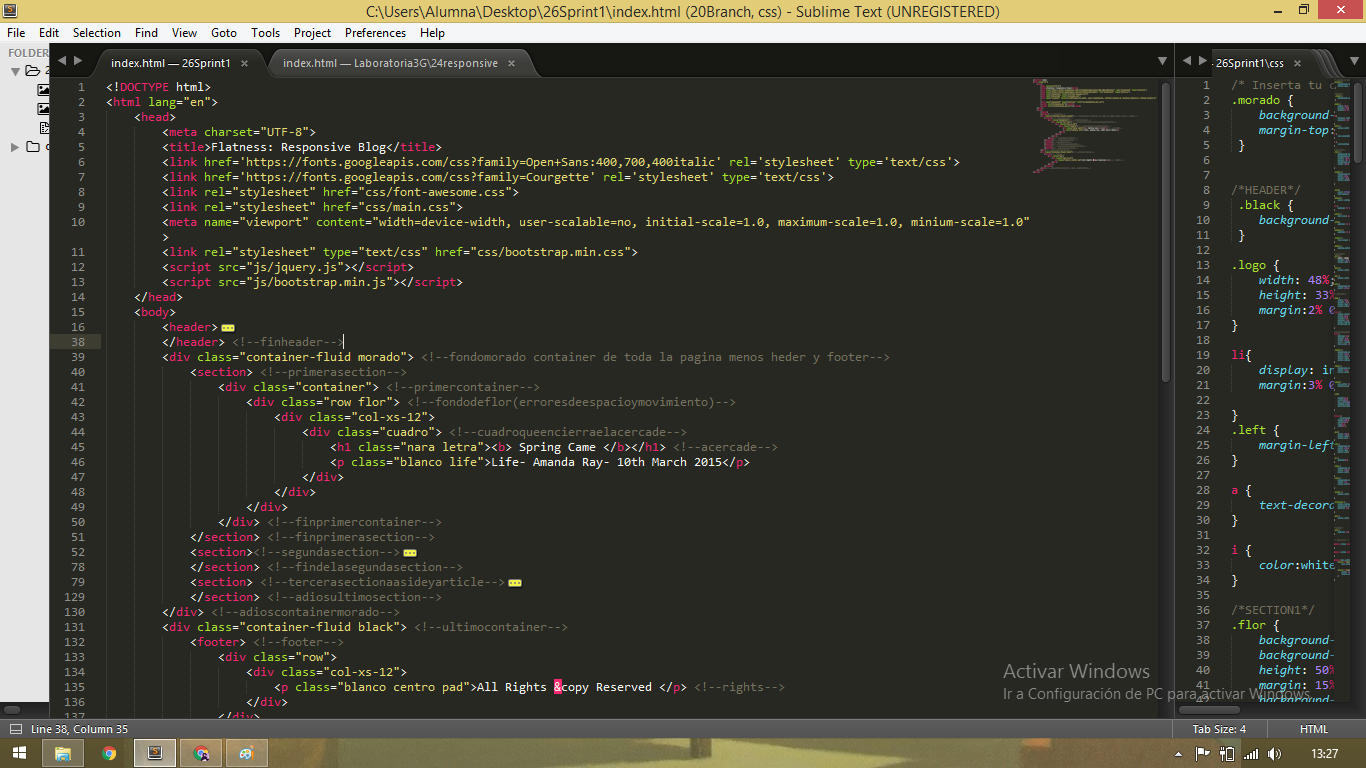 C:\Users\Alumna\Desktop\26Sprint1\index.html (20Branch, css) - Sublime Text (UNREGISTERED)
File Edit Selection Find View Goto Tools Project Preferences Help
FOLDER
index.html — 26Sprint1 × index.html — Laboratoria3G\24responsive ×
1 <!DOCTYPE html>
2 <html lang="en">
3 <head>
4 <meta charset="UTF-8">
5 <title>Flatness: Responsive Blog</title>
6 <link href='https://fonts.googleapis.com/css?family=Open+Sans:400,700,400italic' rel='stylesheet' type='text/css'>
7 <link href='https://fonts.googleapis.com/css?family=Courgette' rel='stylesheet' type='text/css'>
8 <link rel="stylesheet" href="css/font-awesome.css">
9 <link rel="stylesheet" href="css/main.css">
10 <meta name="viewport" content="width=device-width, user-scalable=no, initial-scale=1.0, maximum-scale=1.0, minium-scale=1.0"
>
11 <link rel="stylesheet" type="text/css" href="css/bootstrap.min.css">
12 <script src="js/jquery.js"></script>
13 <script src="js/bootstrap.min.js"></script>
14 </head>
15 <body>
16 <header>
38 </header> <!--finheader-->
39 <div class="container-fluid morado"> <!--fondomorado container de toda la pagina menos heder y footer-->
40 <section> <!--primerasection-->
41 <div class="container"> <!--primercontainer-->
42 <div class="row flor"> <!--fondodeflor(erroresdeespacioymovimiento)-->
43 <div class="col-xs-12">
44 <div class="cuadro"> <!--cuadroqueencierraelacercade-->
45 <h1 class="nara letra"><b> Spring Came </b></h1> <!--acercade-->
46 <p class="blanco life">Life- Amanda Ray- 10th March 2015</p>
47 </div>
48 </div>
49 </div>
50 </div> <!--finprimercontainer-->
51 </section> <!--finprimerasection-->
52 <section><!--segundasection-->
78 </section> <!--findelasegundasection-->
79 <section> <!--tercerasectionaasideyarticle-->
129 </section> <!--adiosultimosection-->
130 </div> <!--adioscontainermorado-->
131 <div class="container-fluid black"> <!--ultimocontainer-->
132 <footer> <!--footer-->
133 <div class="row">
134 <div class="col-xs-12">
135 <p class="blanco centro pad">All Rights &copy Reserved </p> <!--rights-->
136 </div>
137 </div>
26Sprint1\css ×
1 /* Inserta tu c
2 .morado {
3 background-
4 margin-top:
5 }
6
7
8 /*HEADER*/
9 .black {
10 background-
11 }
12
13 .logo {
14 width: 48%;
15 height: 33%
16 margin:2% 0
17 }
18
19 li{
20 display: in
21 margin:3% 0
22
23 }
24 .left {
25 margin-left
26 }
27
28 a {
29 text-decora
30 }
31
32 i {
33 color:white
34 }
35
36 /*SECTION1*/
37 .flor {
38 background-
39 background-
40 height: 50%
41 margin: 15%
42 background-
Activar Windows
Ir a Configuración de PC para activar Windows.
Line 38, Column 35 Tab Size: 4 HTML
13:27